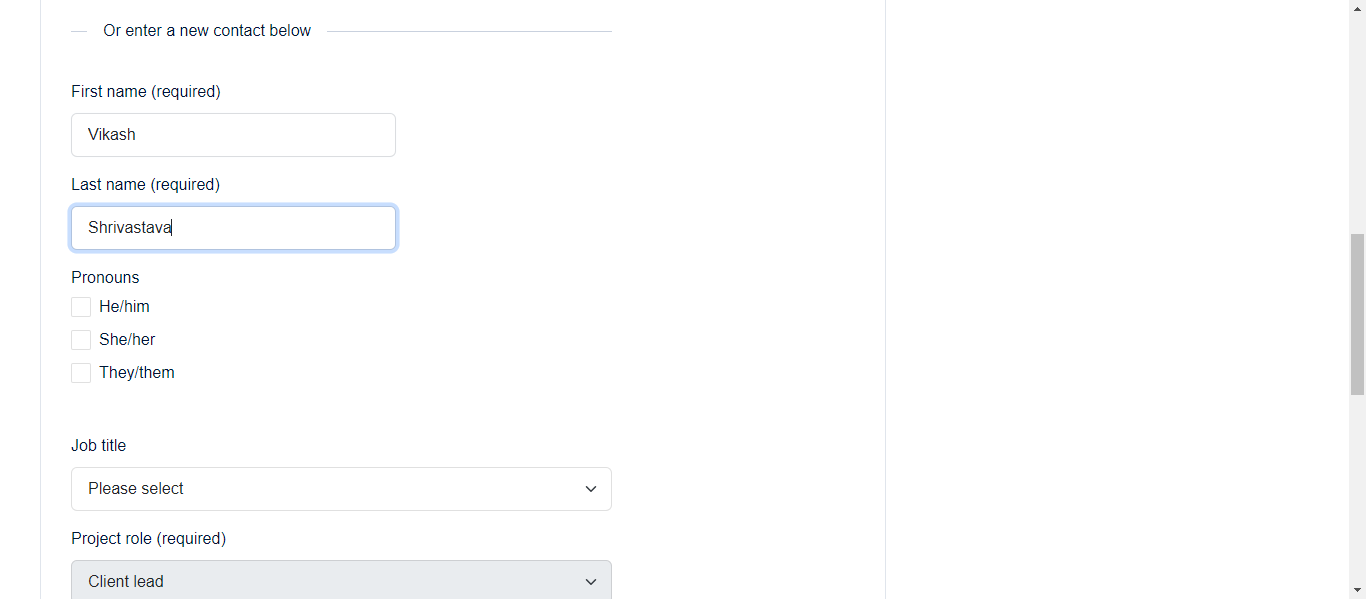 Or enter a new contact below
First name (required)
Vikash
Last name (required)
Shrivastava
Pronouns
He/him
She/her
They/them
Job title
Please select
Project role (required)
Client lead